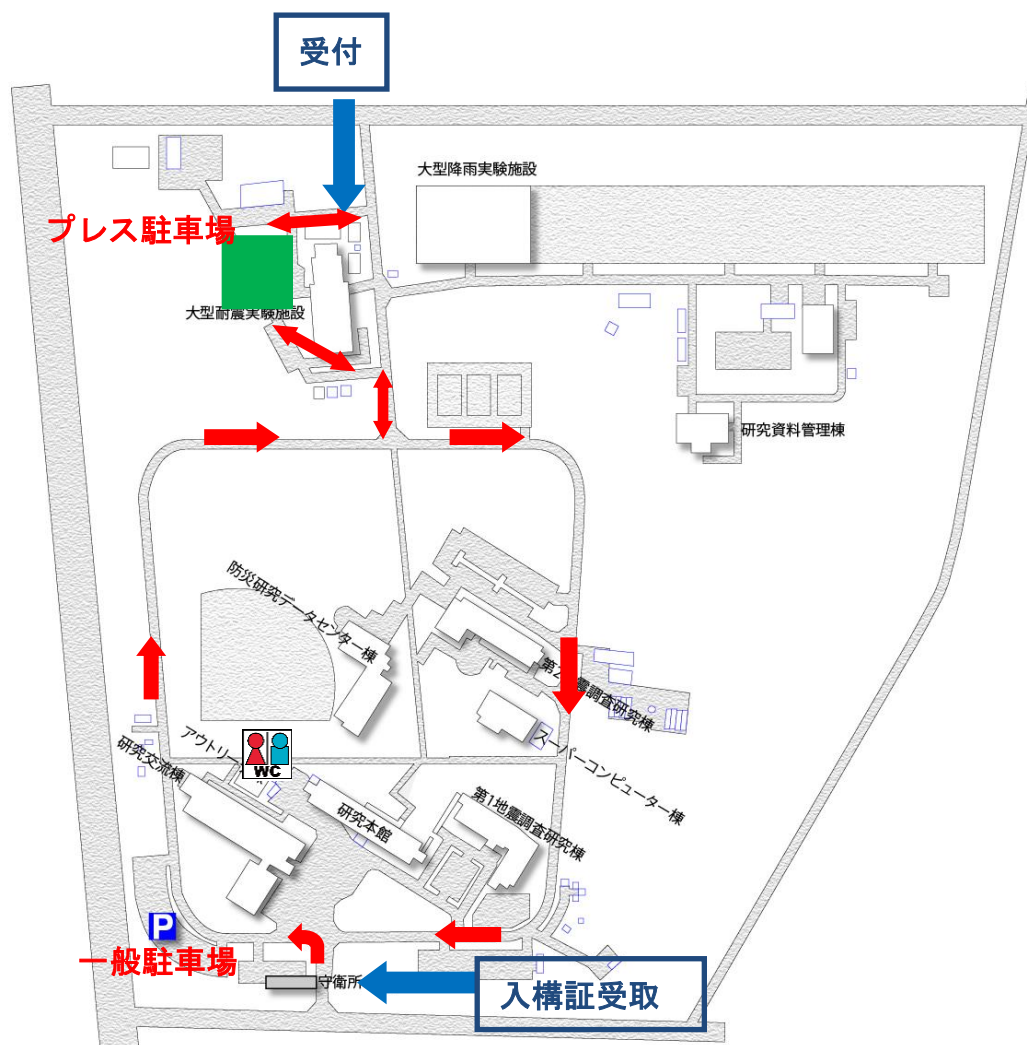 受付
大型降雨実験施設
プレス駐車場
大型耐震実験施設
研究資料管理棟
防災研究データセンター棟
第2
震調査研究棟
スーパーコンピューター棟
アウトリー
WC
研究交流棟
研究本館
第1地震調査研究棟
P
一般駐車場
守衛所
入構証受取